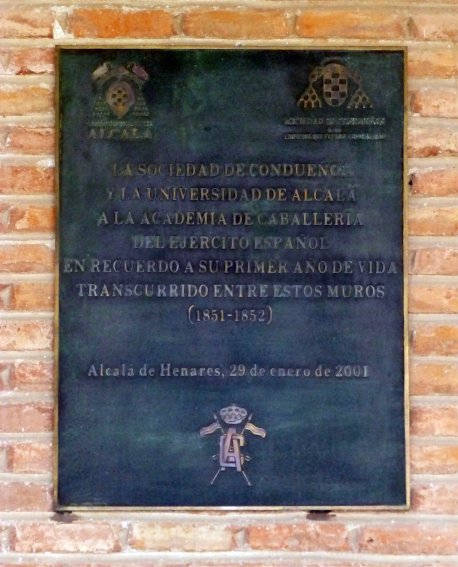 ALCALÁ
SOCIEDAD DE CONDUEÑOS
LA SOCIEDAD DE CONDUEÑOS
Y LA UNIVERSIDAD DE ALCALÁ
A LA ACADEMIA DE CABALLERÍA
DEL EJÉRCITO ESPAÑOL
EN RECUERDO A SU PRIMER AÑO DE VIDA
TRANSCURRIDO ENTRE ESTOS MUROS
(1851-1852)
Alcalá de Henares, 29 de enero de 2001